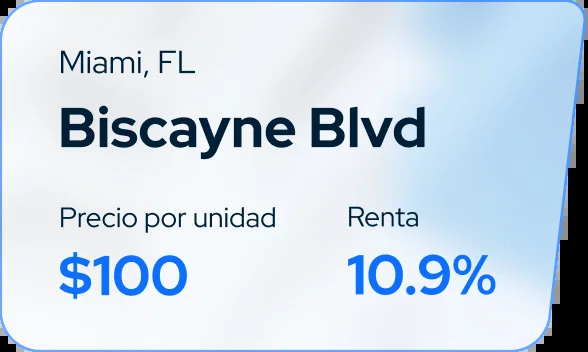 Miami, FL
Biscayne Blvd
Precio por unidad Renta
$100 10.9%